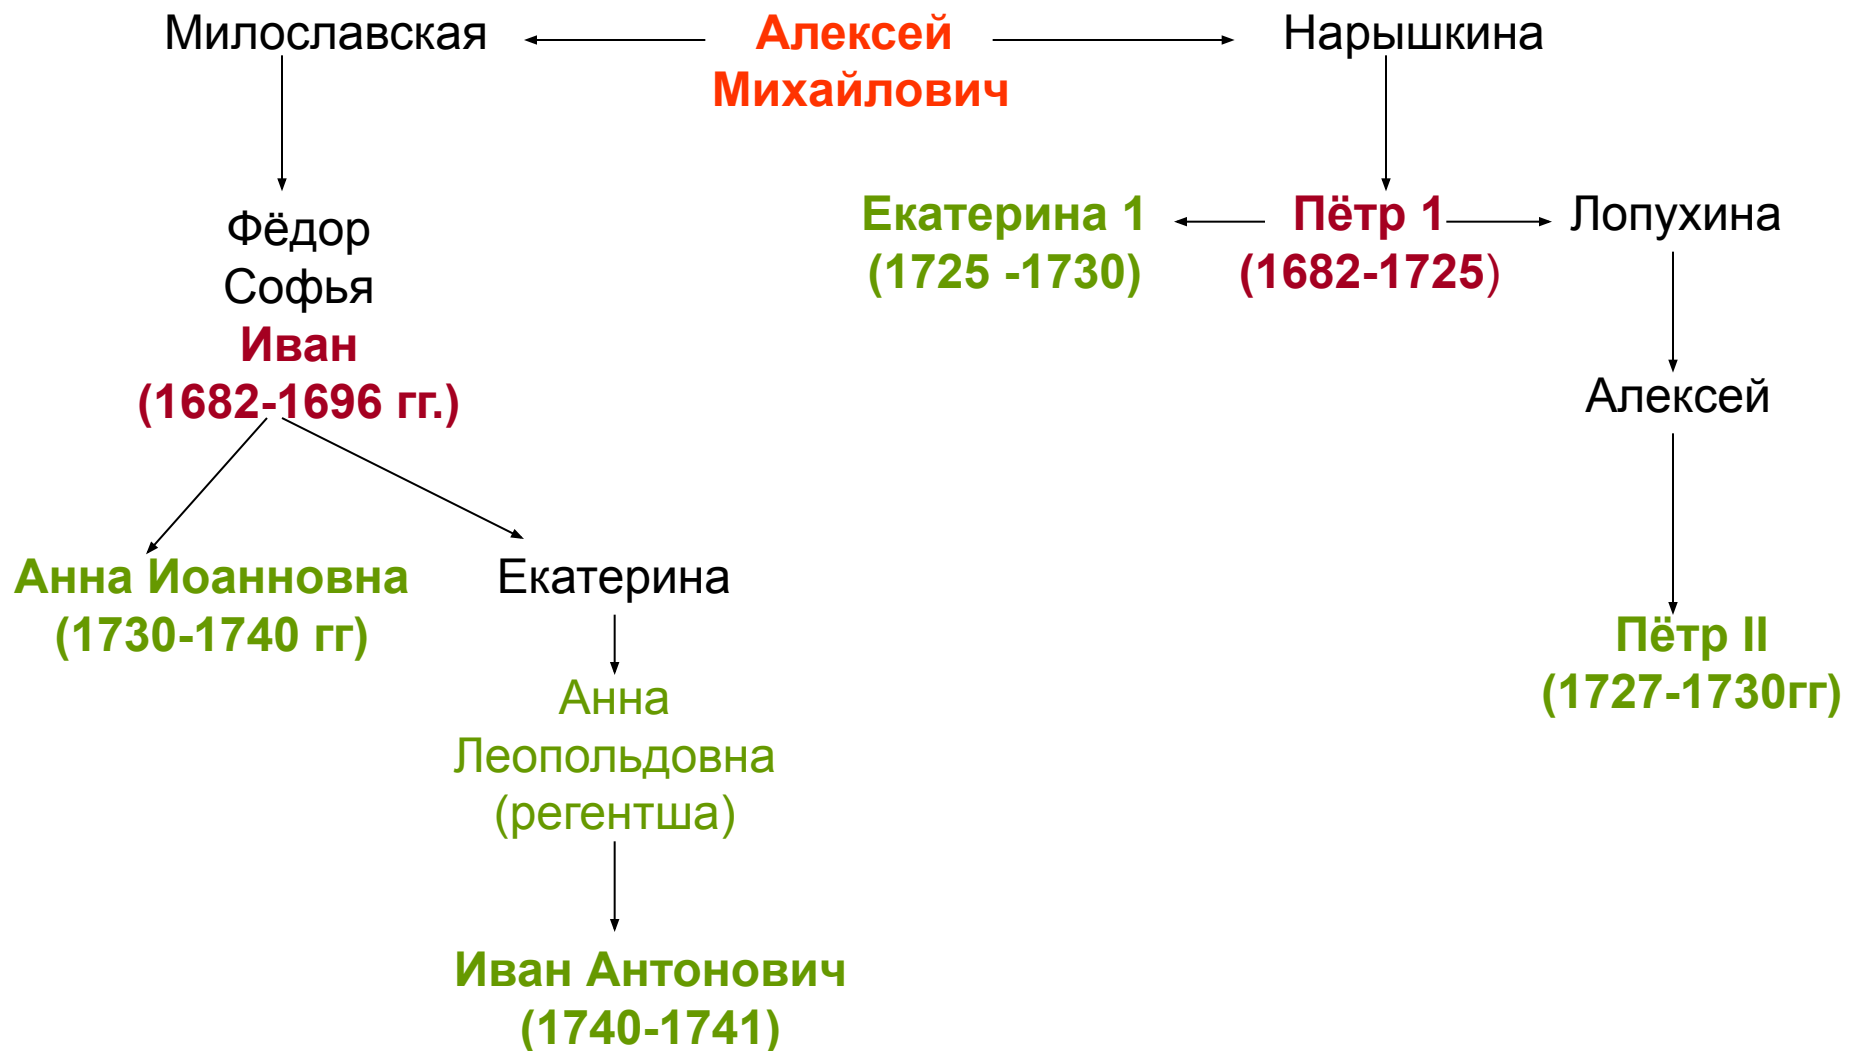 Милославская
Алексей
Михайлович
Нарышкина
Фёдор
Софья
Иван
(1682-1696 гг.)
Екатерина 1
(1725 -1730)
Пётр 1
(1682-1725)
Лопухина
Алексей
Анна Иоанновна
(1730-1740 гг)
Екатерина
Пётр II
(1727-1730гг)
Анна
Леопольдовна
(регентша)
Иван Антонович
(1740-1741)